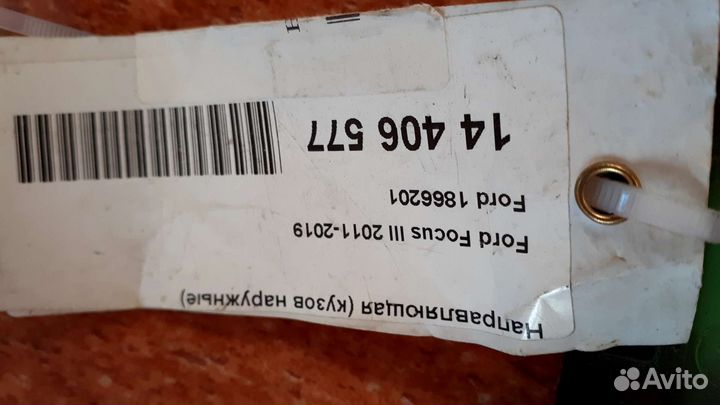 Направляющая (кузов наружные)
Ford Focus III 2011-2019
Ford 1866201
14 406 577
Avito